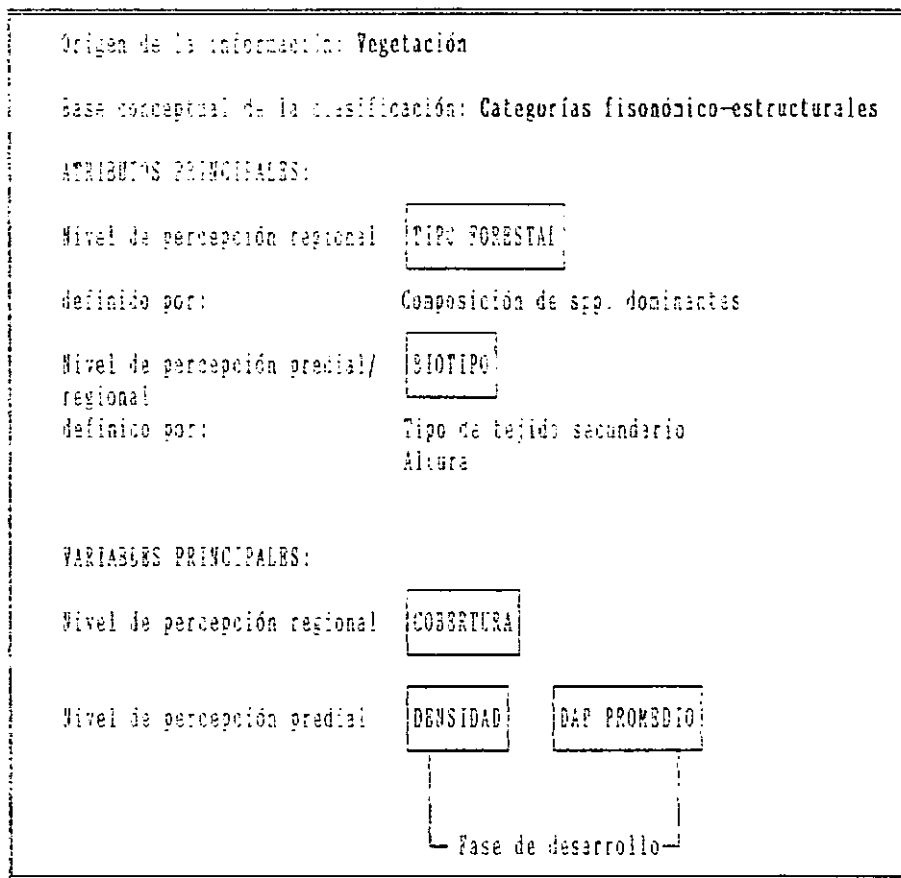 Origen de la información: Vegetación
Base conceptual de la clasificación: Categorías fisonómico-estructurales
ATRIBUTOS PRINCIPALES:
Nivel de percepción regional TIPO FORESTAL
definido por: Composición de spp. dominantes
Nivel de percepción predial/ BIOTIPO
regional
definido por: Tipo de tejido secundario
Altura
VARIABLES PRINCIPALES:
Nivel de percepción regional COBERTURA
Nivel de percepción predial DENSIDAD DAP PROMEDIO
Fase de desarrollo